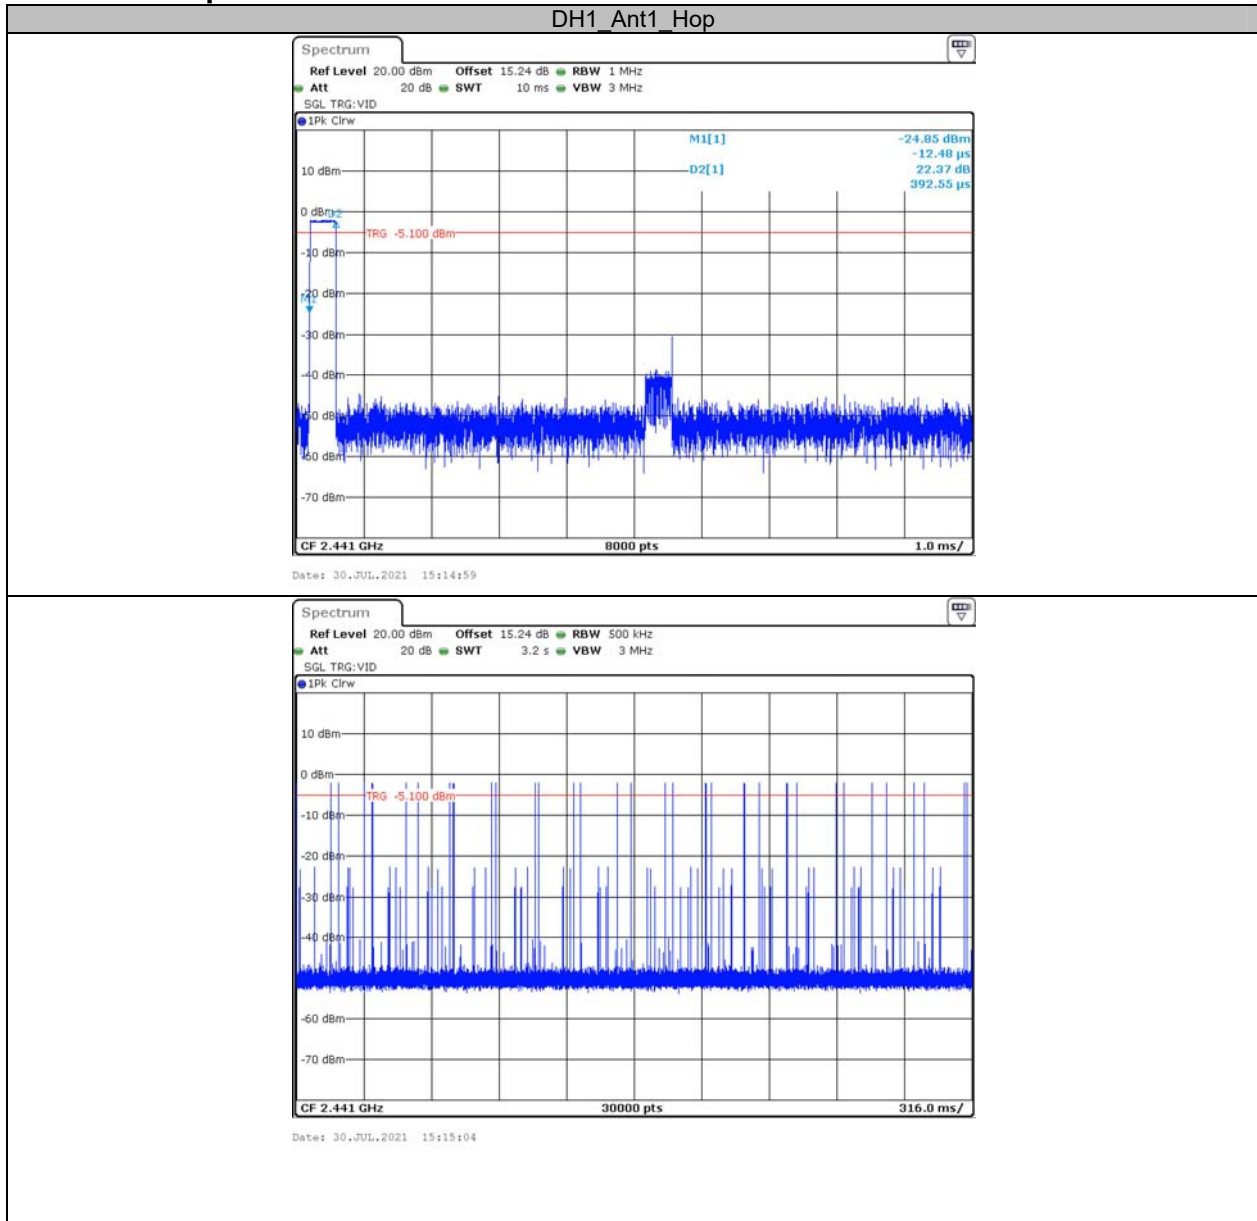 DH1_Ant1_Hop
Spectrum
Ref Level 20.00 dBm Offset 15.24 dB RBW 1 MHz
Att 20 dB SWT 10 ms VBW 3 MHz
SGL TRG:VID
1Pk Clrw
M1[1] -24.85 dBm
-12.48 µs
D2[1] 22.37 dB
392.55 µs
10 dBm
0 dBm
D2
TRG -5.100 dBm
-10 dBm
-20 dBm
M1
-30 dBm
-40 dBm
-50 dBm
-60 dBm
-70 dBm
CF 2.441 GHz 8000 pts 1.0 ms/
Date: 30.JUL.2021 15:14:59
Spectrum
Ref Level 20.00 dBm Offset 15.24 dB RBW 500 kHz
Att 20 dB SWT 3.2 s VBW 3 MHz
SGL TRG:VID
1Pk Clrw
10 dBm
0 dBm
TRG -5.100 dBm
-10 dBm
-20 dBm
-30 dBm
-40 dBm
-60 dBm
-70 dBm
CF 2.441 GHz 30000 pts 316.0 ms/
Date: 30.JUL.2021 15:15:04